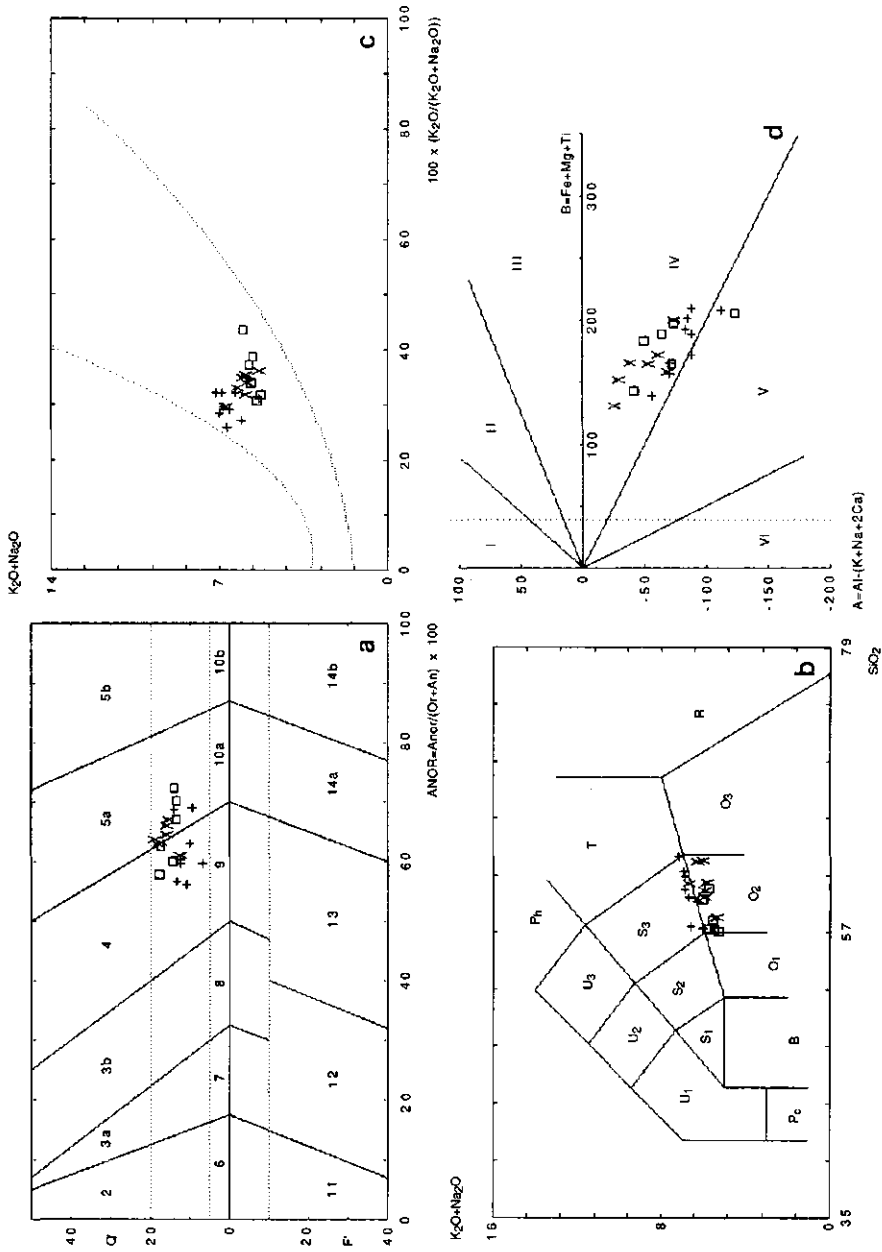 Q'
40
20
0
20
F'
40
2
3a
3b
4
5a
5b
6
7
8
9
10a
10b
11
12
13
14a
14b
0
20
40
60
80
100
ANOR=Anor/(Or+An) x 100
a
K₂O+Na₂O
16
8
0
Pc
B
O₁
O₂
O₃
R
T
Ph
U₁
U₂
U₃
S₁
S₂
S₃
35
57
79
SiO₂
b
K₂O+Na₂O
14
7
0
0
20
40
60
80
100
100 x (K₂O/(K₂O+Na₂O))
c
100
50
0
-50
-100
-150
-200
A=Al-(K+Na+2Ca)
100
200
300
B=Fe+Mg+Ti
I
II
III
IV
V
VI
d